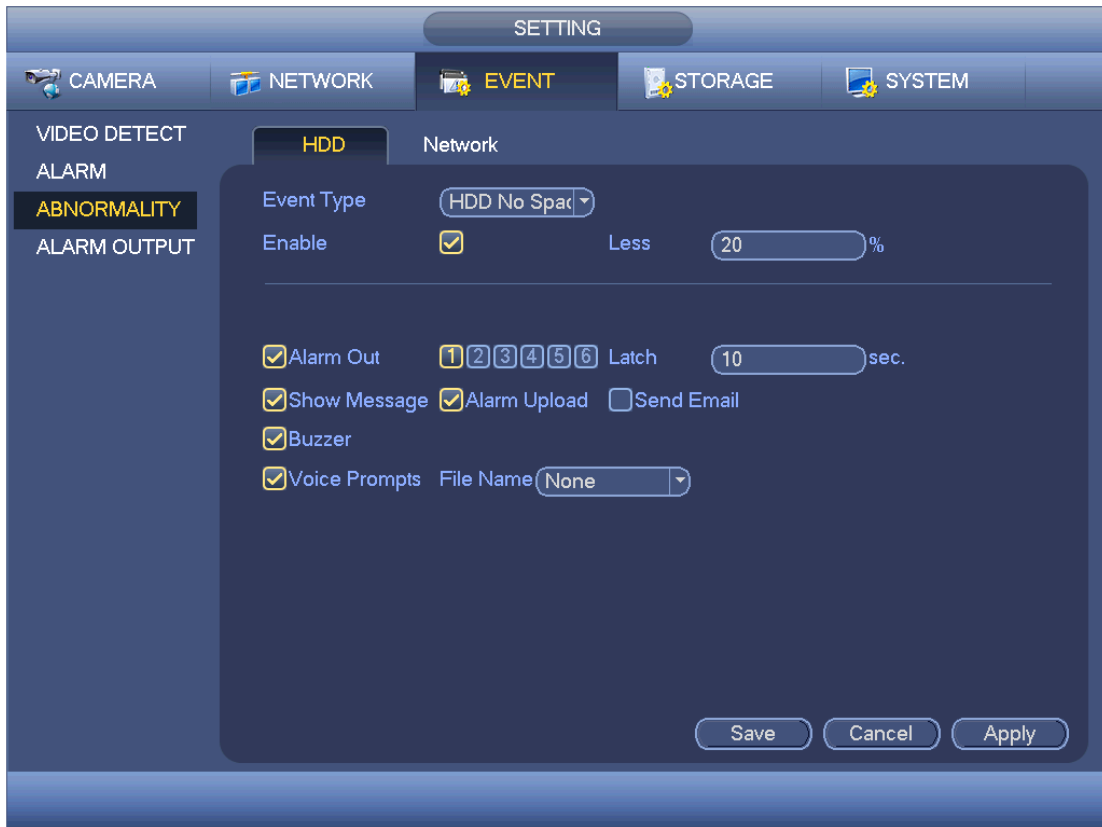 SETTING
CAMERA NETWORK EVENT STORAGE SYSTEM
VIDEO DETECT
ALARM
ABNORMALITY
ALARM OUTPUT
HDD Network
Event Type HDD No Spac
Enable Less 20 %
Alarm Out 1 2 3 4 5 6 Latch 10 sec.
Show Message Alarm Upload Send Email
Buzzer
Voice Prompts File Name None
Save Cancel Apply